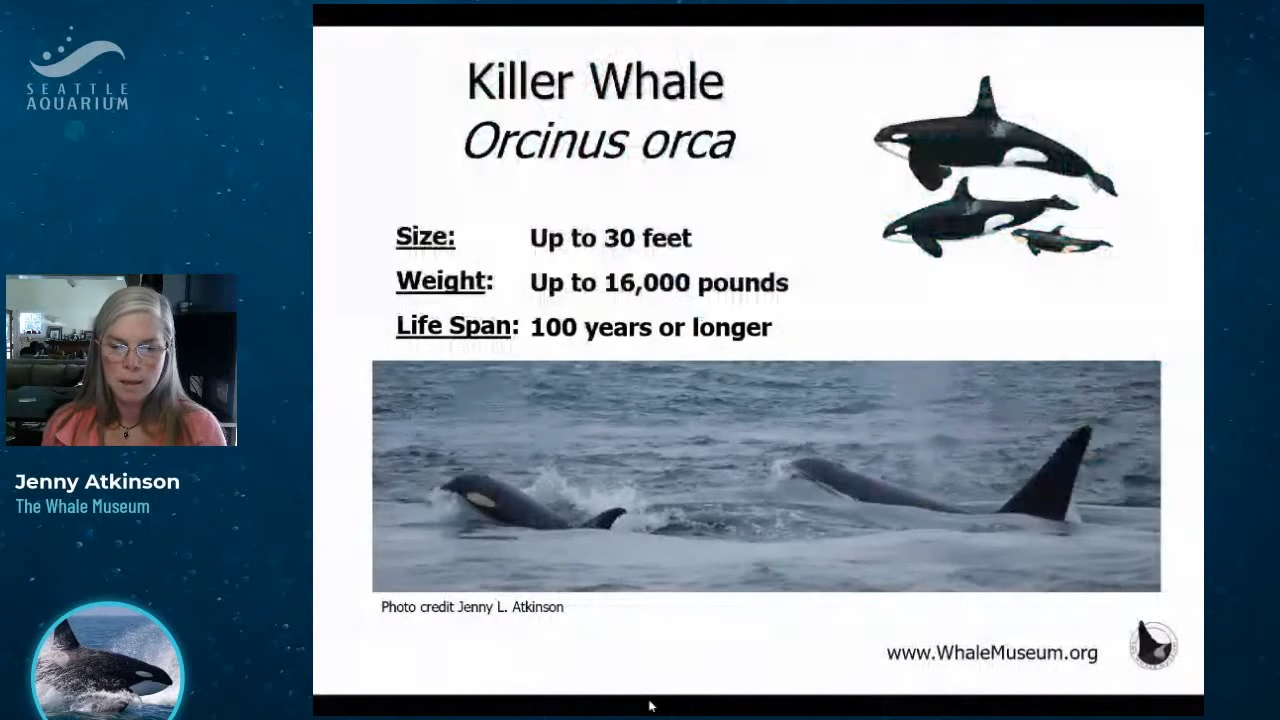 SEATTLE
AQUARIUM
Killer Whale
Orcinus orca
Size: Up to 30 feet
Weight: Up to 16,000 pounds
Life Span: 100 years or longer
Jenny Atkinson
The Whale Museum
Photo credit Jenny L. Atkinson
www.WhaleMuseum.org